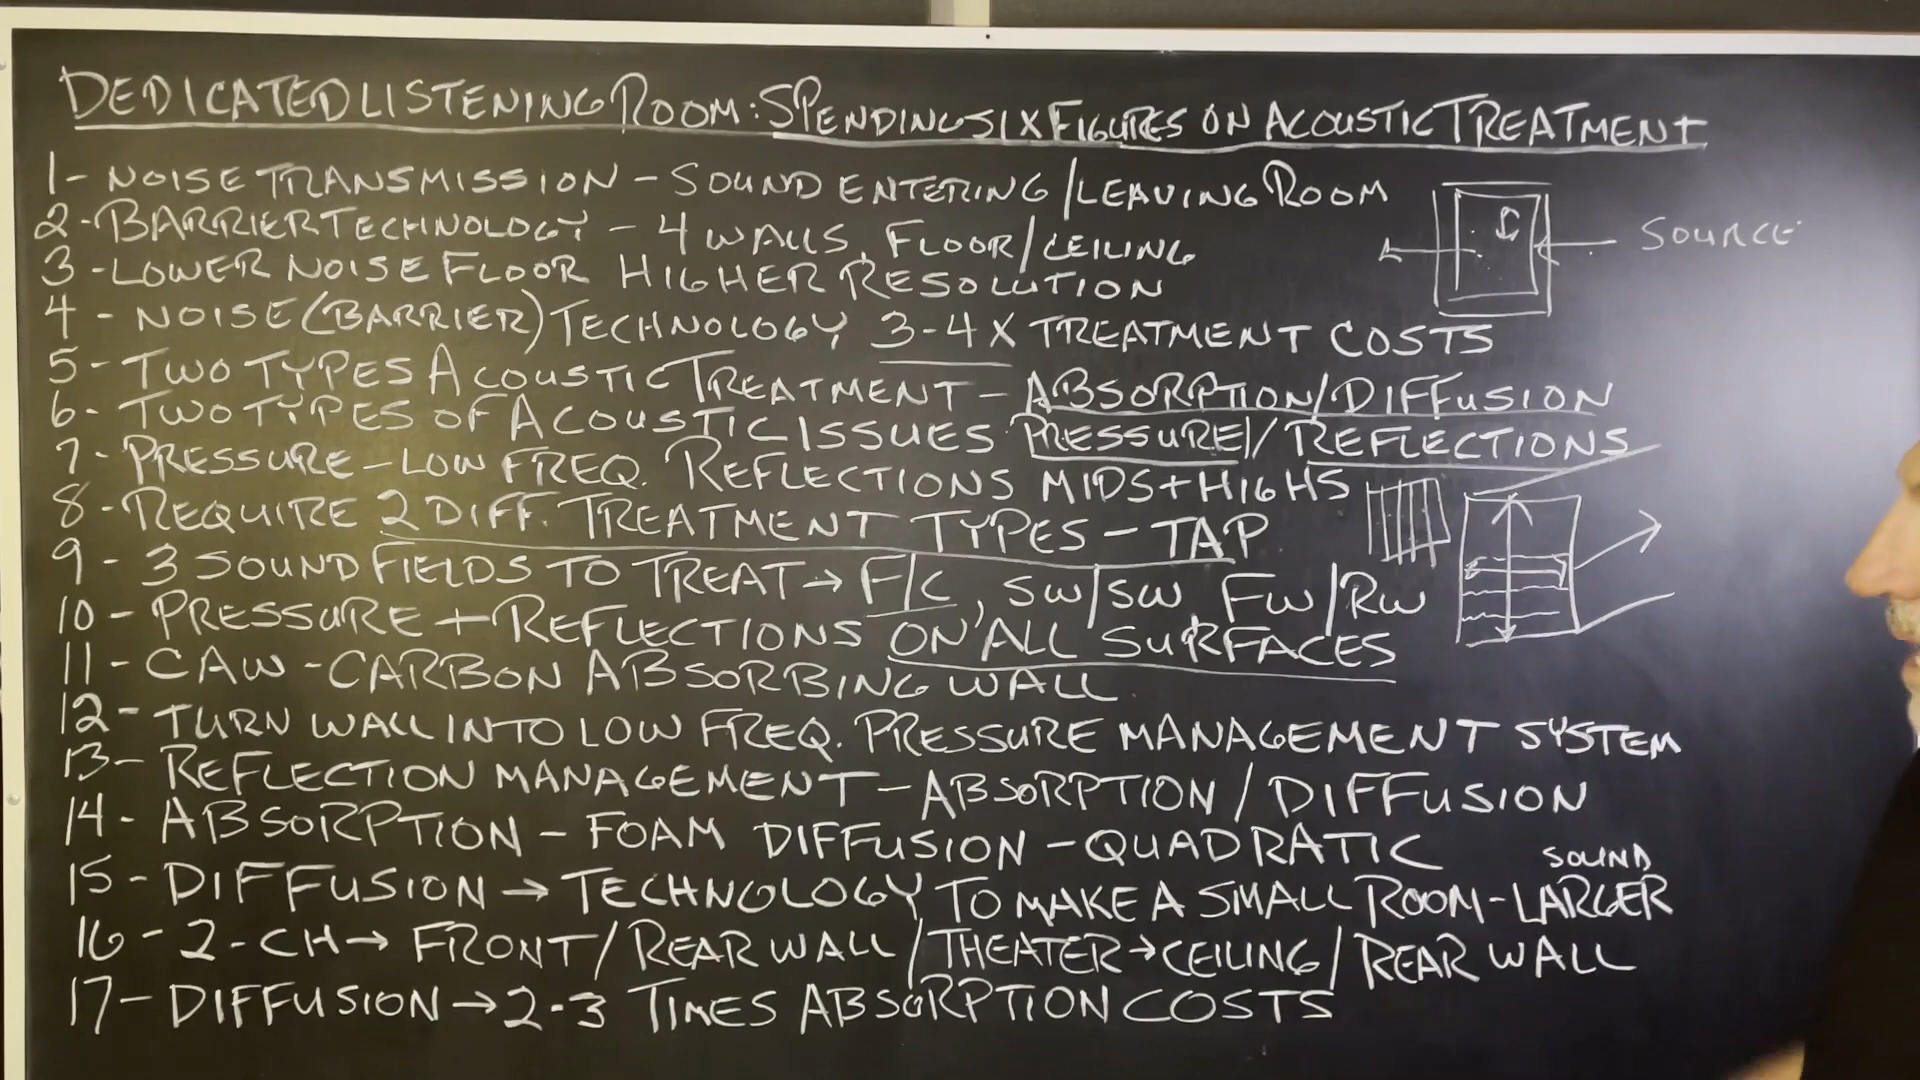 DEDICATED LISTENING ROOM: SPENDING SIX FIGURES ON ACOUSTIC TREATMENT
1- NOISE TRANSMISSION - SOUND ENTERING/LEAVING ROOM
2- BARRIER TECHNOLOGY - 4 WALLS, FLOOR/CEILING
SOURCE
3- LOWER NOISE FLOOR HIGHER RESOLUTION
4- NOISE (BARRIER) TECHNOLOGY 3-4X TREATMENT COSTS
5- TWO TYPES ACOUSTIC TREATMENT - ABSORPTION/DIFFUSION
6- TWO TYPES OF ACOUSTIC ISSUES PRESSURE/REFLECTIONS
7- PRESSURE - LOW FREQ. REFLECTIONS MIDS + HIGHS
8- REQUIRE 2 DIFF. TREATMENT TYPES - TAP
9- 3 SOUND FIELDS TO TREAT → F/C, SW/SW, FW/RW
10- PRESSURE + REFLECTIONS ON ALL SURFACES
11- CAW - CARBON ABSORBING WALL
12- TURN WALL INTO LOW FREQ. PRESSURE MANAGEMENT SYSTEM
13- REFLECTION MANAGEMENT - ABSORPTION/DIFFUSION
14- ABSORPTION - FOAM DIFFUSION - QUADRATIC
SOUND
15- DIFFUSION → TECHNOLOGY TO MAKE A SMALL ROOM - LARGER
16- 2-CH → FRONT/REAR WALL/THEATER → CEILING/REAR WALL
17- DIFFUSION → 2-3 TIMES ABSORPTION COSTS